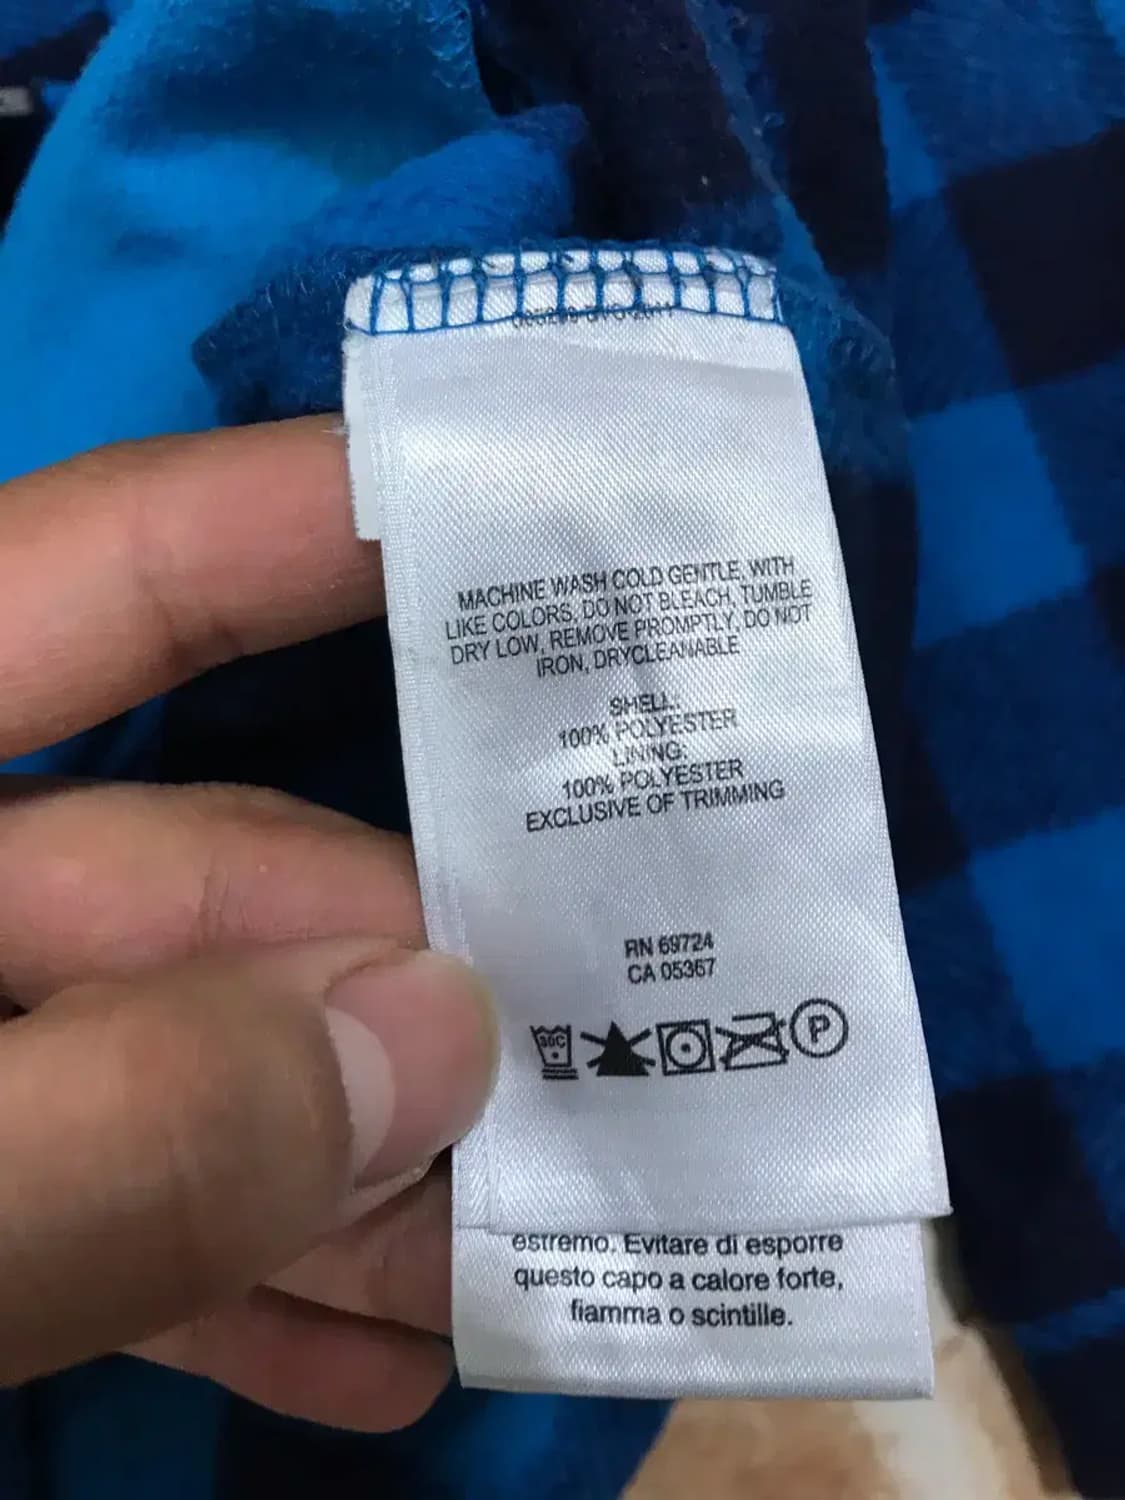 MACHINE WASH COLD GENTLE, WITH
LIKE COLORS, DO NOT BLEACH, TUMBLE
DRY LOW, REMOVE PROMPTLY, DO NOT
IRON, DRYCLEANABLE
SHELL:
100% POLYESTER
LINING:
100% POLYESTER
EXCLUSIVE OF TRIMMING
RN 69724
CA 05367
30C
P
estremo. Evitare di esporre
questo capo a calore forte,
fiamma o scintille.